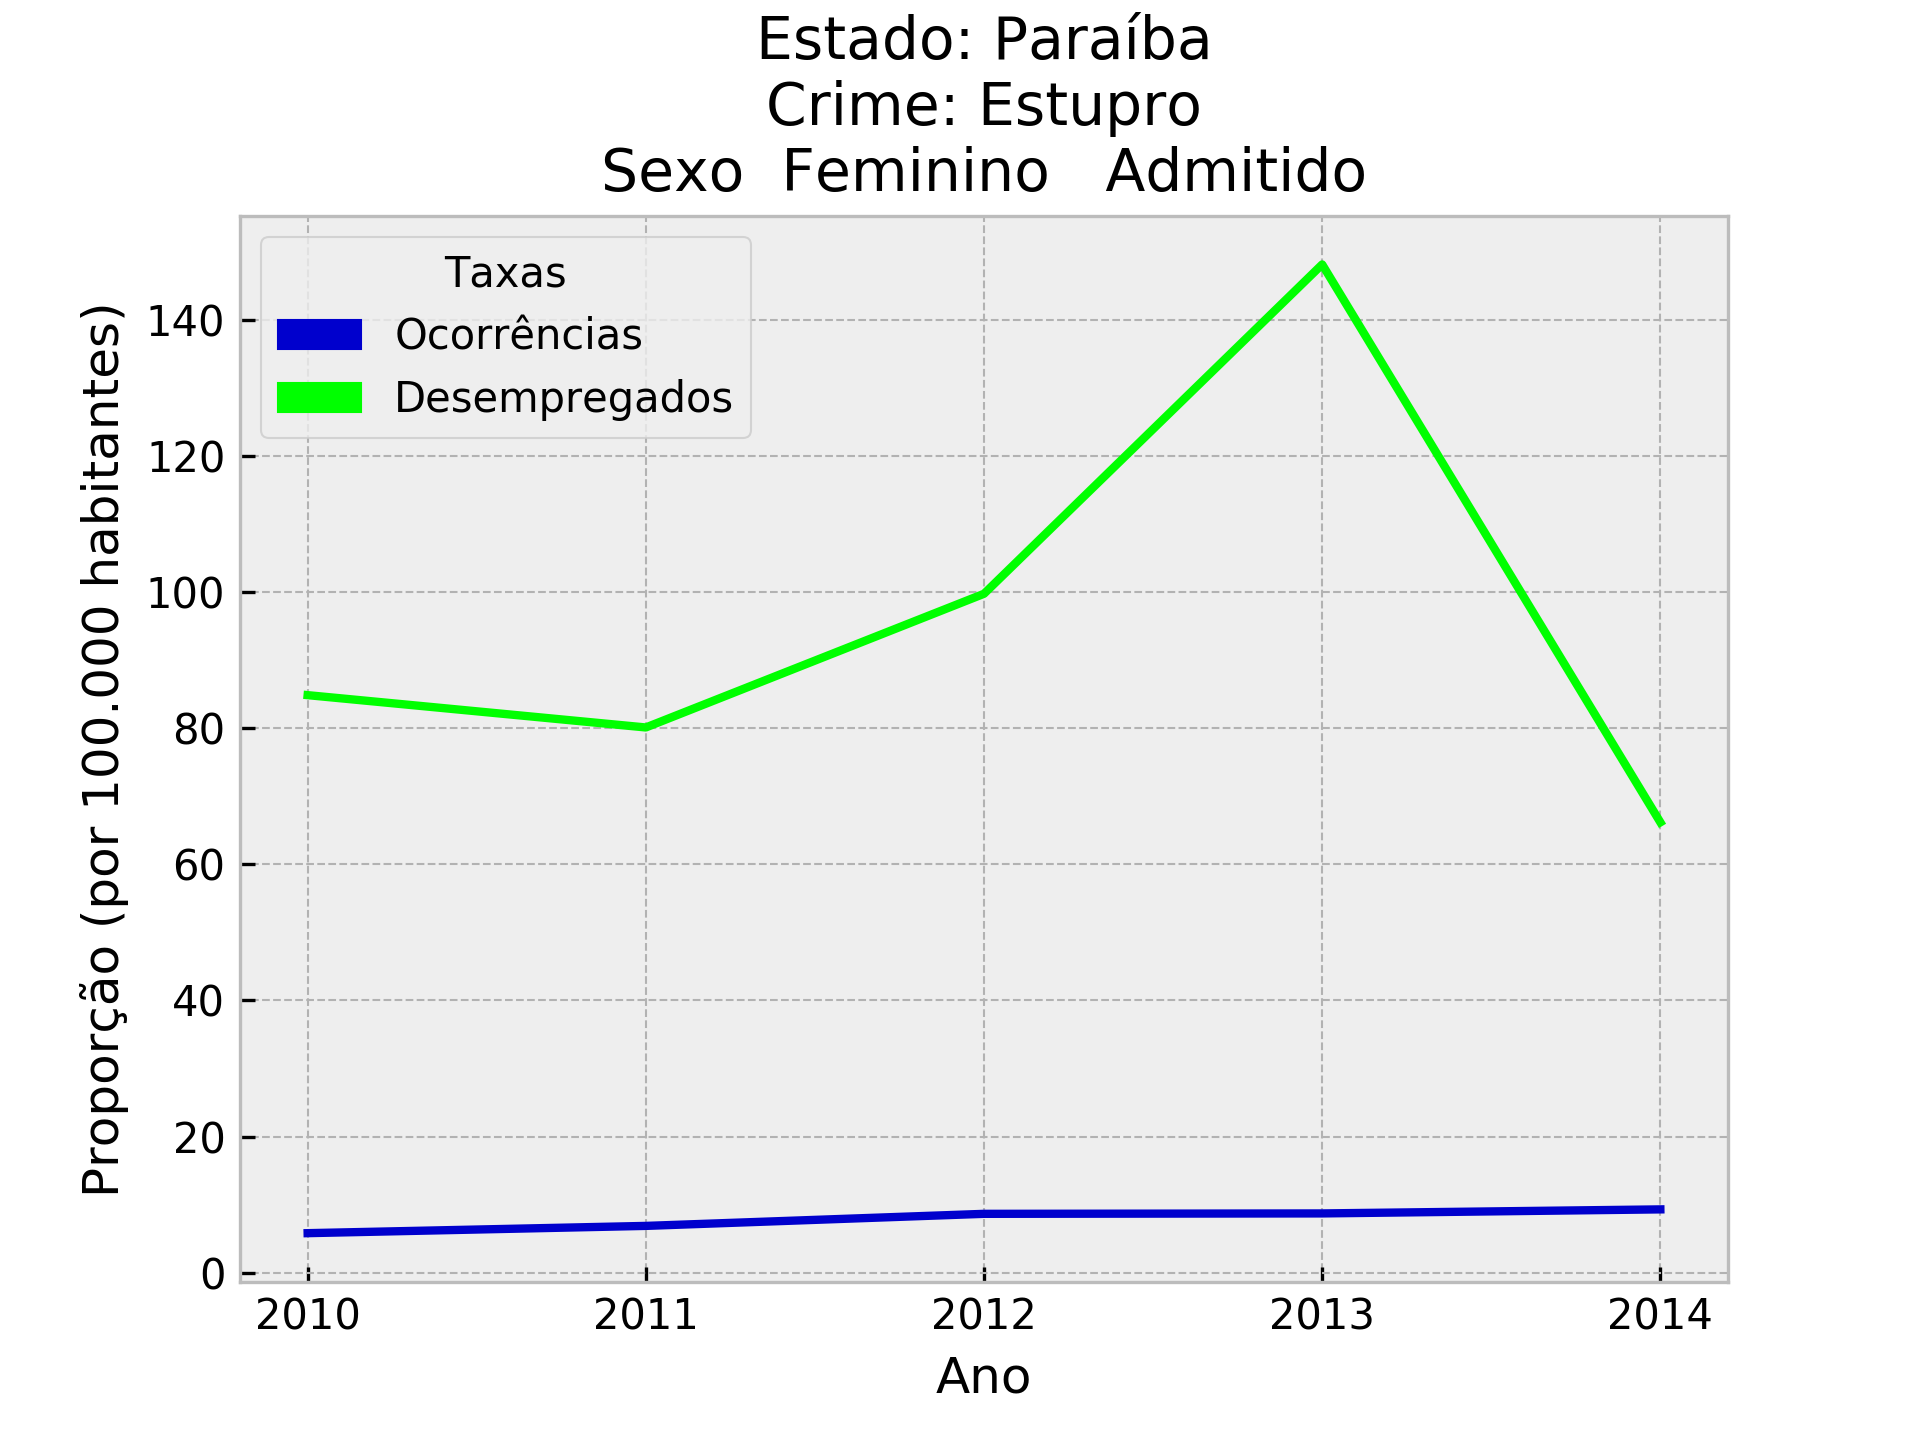 Estado: Paraíba
Crime: Estupro
Sexo  Feminino   Admitido
Taxas
Ocorrências
Desempregados
Proporção (por 100.000 habitantes)
140
120
100
80
60
40
20
0
2010 2011 2012 2013 2014
Ano